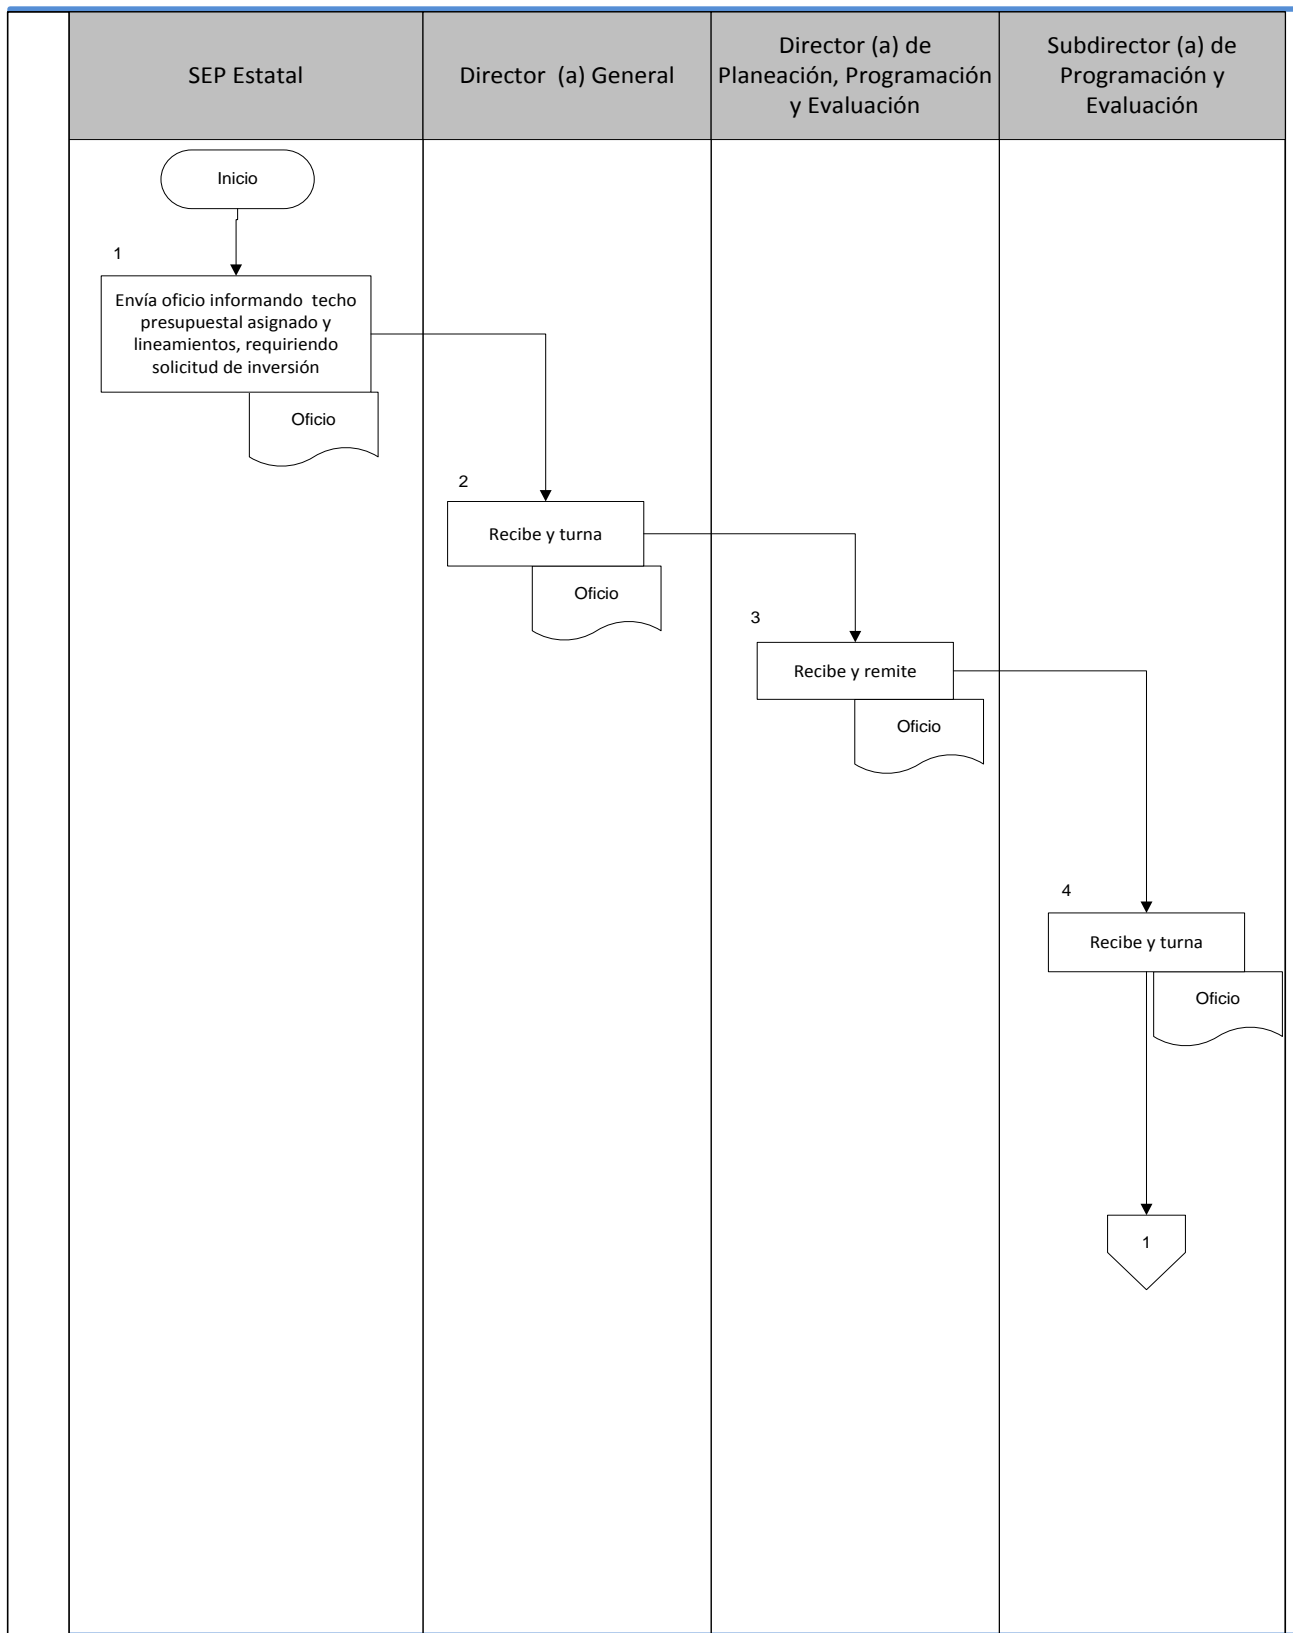 SEP Estatal
Director (a) General
Director (a) de
Planeación, Programación
y Evaluación
Subdirector (a) de
Programación y
Evaluación
Inicio
1
Envía oficio informando techo
presupuestal asignado y
lineamientos, requiriendo
solicitud de inversión
Oficio
2
Recibe y turna
Oficio
3
Recibe y remite
Oficio
4
Recibe y turna
Oficio
1